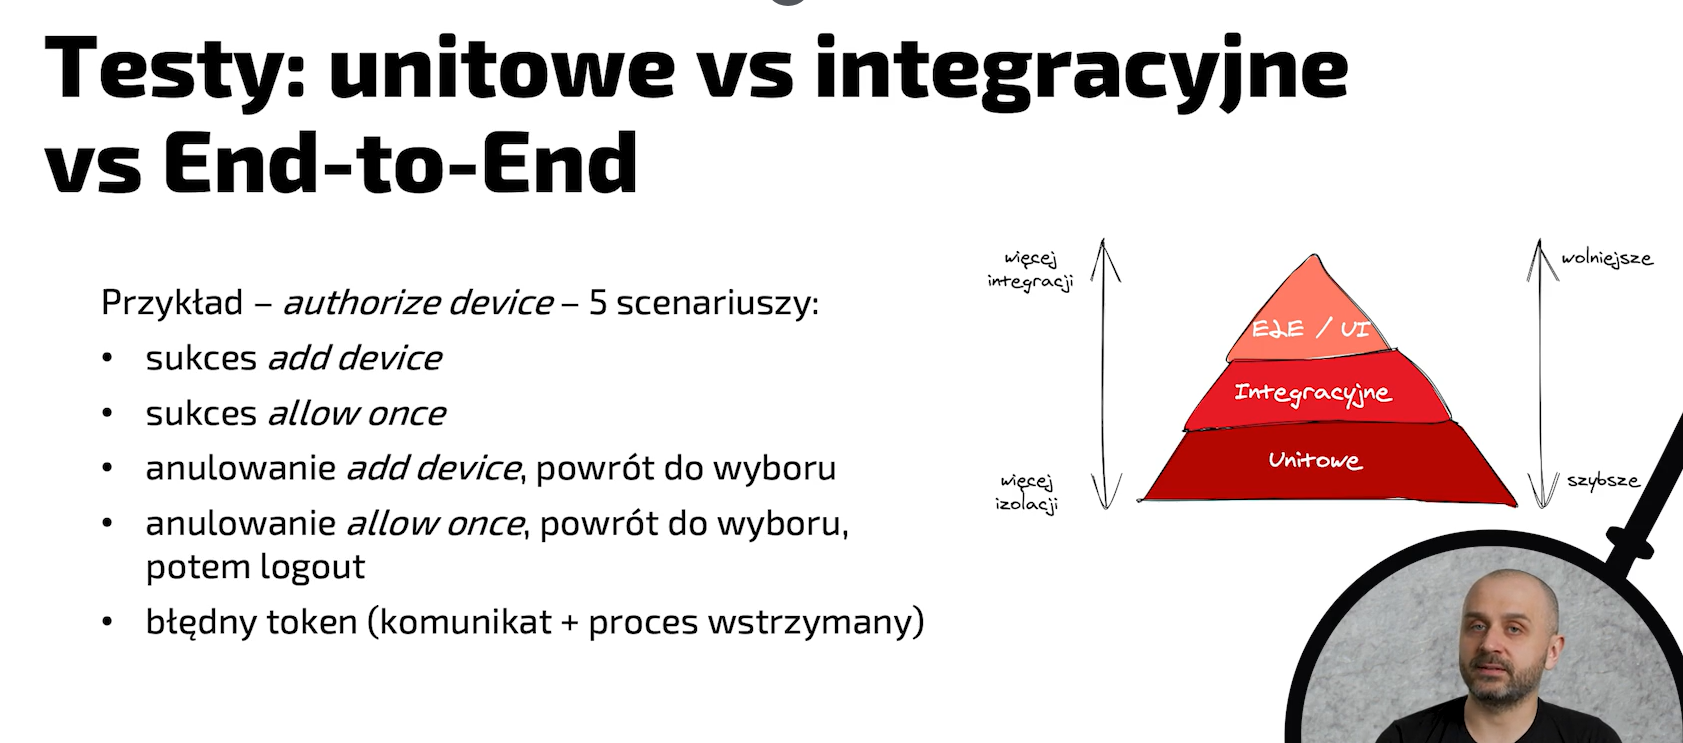 Testy: unitowe vs integracyjne
vs End-to-End
Przykład – authorize device – 5 scenariuszy:
• sukces add device
• sukces allow once
• anulowanie add device, powrót do wyboru
• anulowanie allow once, powrót do wyboru,
potem logout
• błędny token (komunikat + proces wstrzymany)
więcej
integracji
więcej
izolacji
E2E / UI
Integracyjne
Unitowe
wolniejsze
szybsze